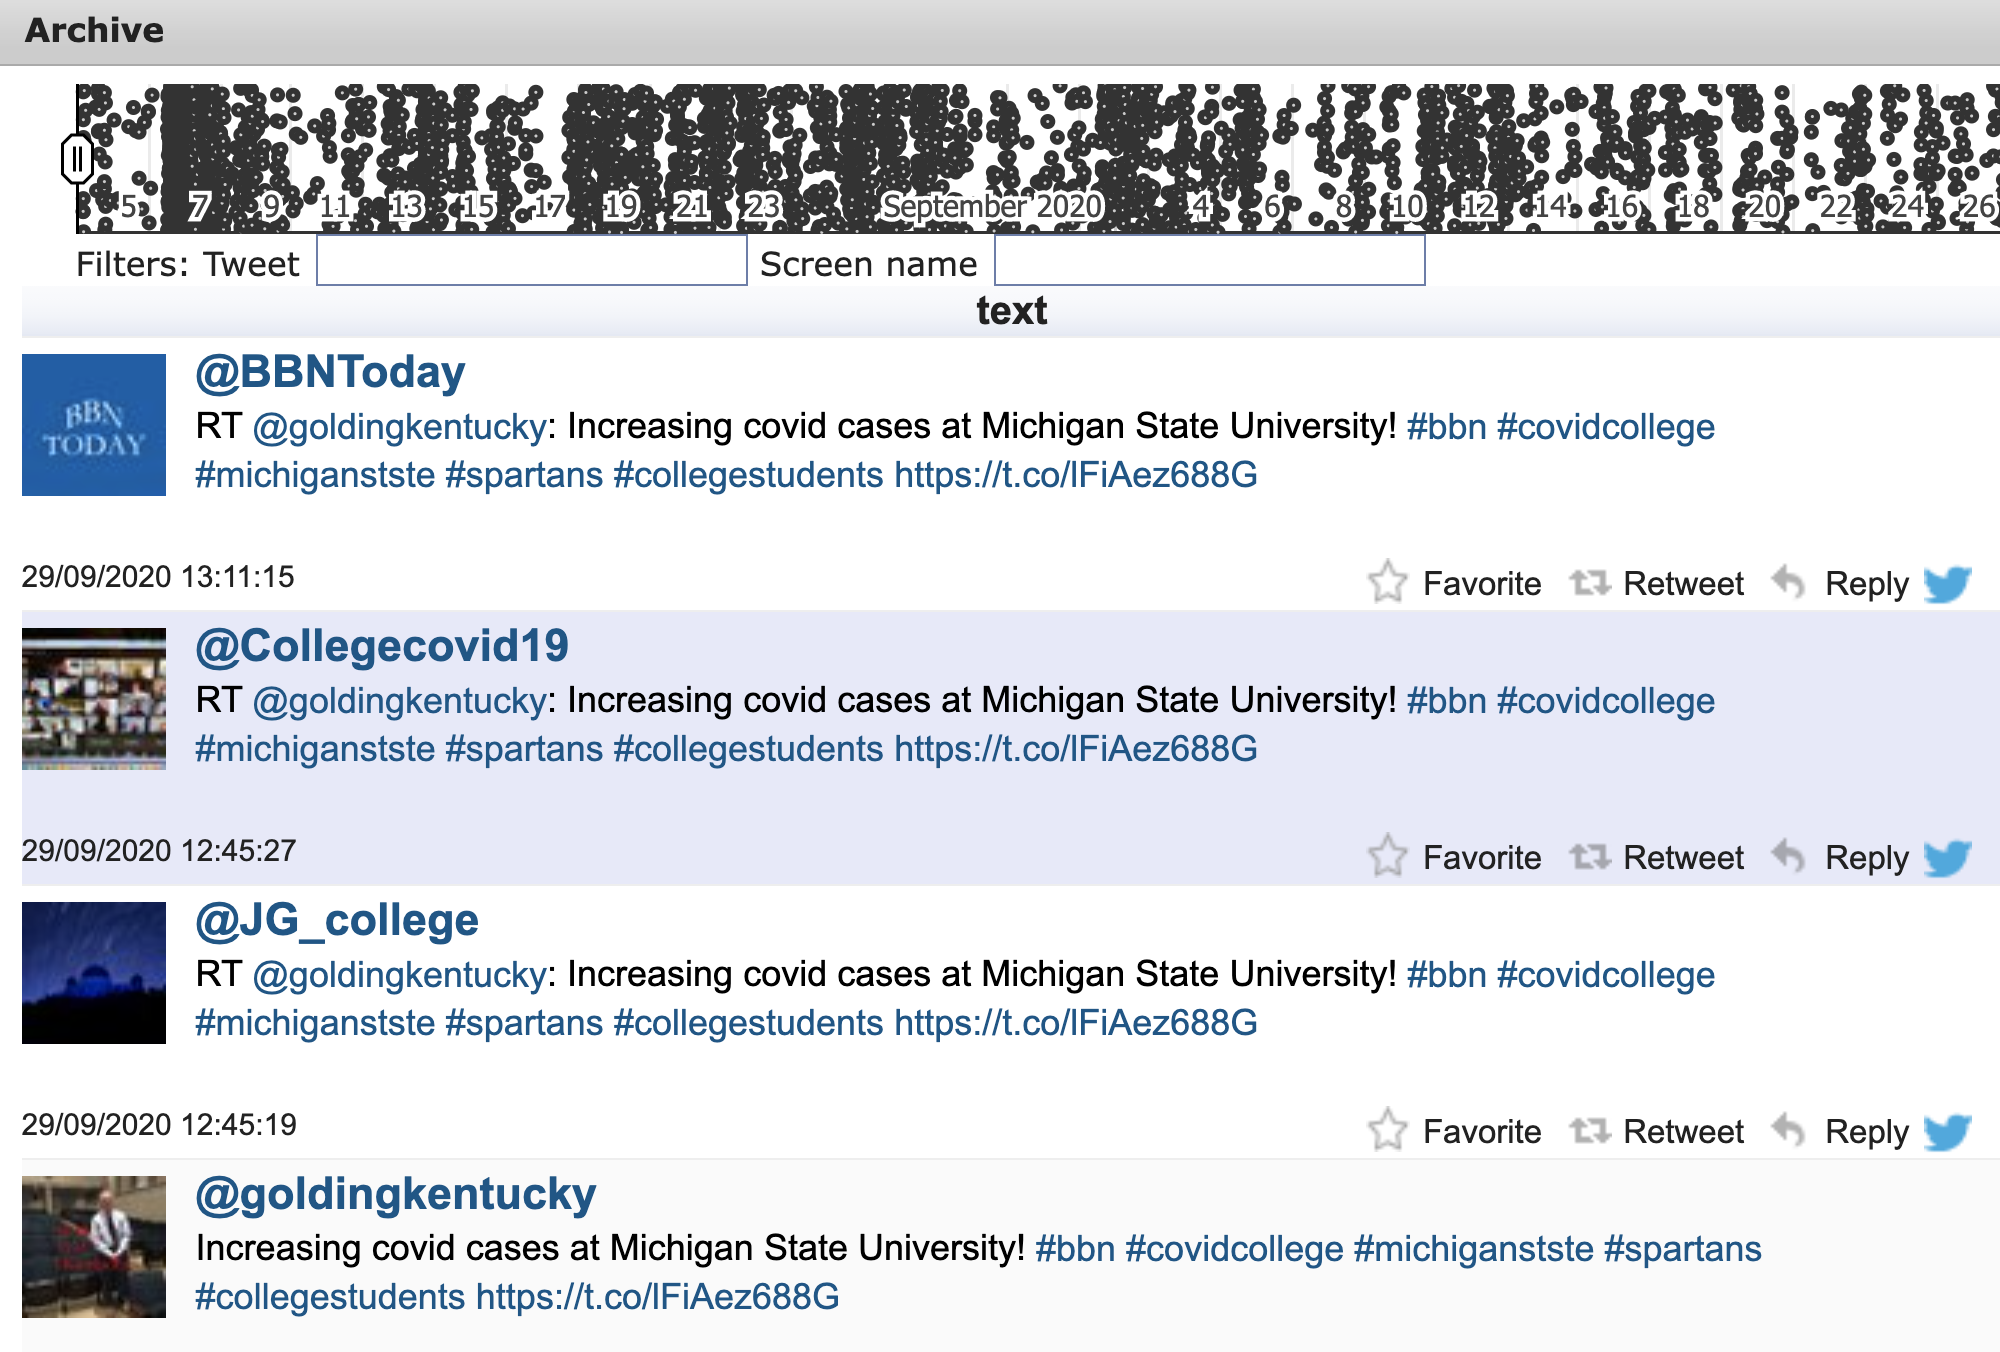 Archive
5 7 9 11 13 15 17 19 21 23 September 2020 4 6 8 10 12 14 16 18 20 22 24 26
Filters: Tweet Screen name
text
BBN
TODAY
@BBNToday
RT @goldingkentucky: Increasing covid cases at Michigan State University! #bbn #covidcollege
#michiganstste #spartans #collegestudents https://t.co/lFiAez688G
29/09/2020 13:11:15 Favorite Retweet Reply
@Collegecovid19
RT @goldingkentucky: Increasing covid cases at Michigan State University! #bbn #covidcollege
#michiganstste #spartans #collegestudents https://t.co/lFiAez688G
29/09/2020 12:45:27 Favorite Retweet Reply
@JG_college
RT @goldingkentucky: Increasing covid cases at Michigan State University! #bbn #covidcollege
#michiganstste #spartans #collegestudents https://t.co/lFiAez688G
29/09/2020 12:45:19 Favorite Retweet Reply
@goldingkentucky
Increasing covid cases at Michigan State University! #bbn #covidcollege #michiganstste #spartans
#collegestudents https://t.co/lFiAez688G